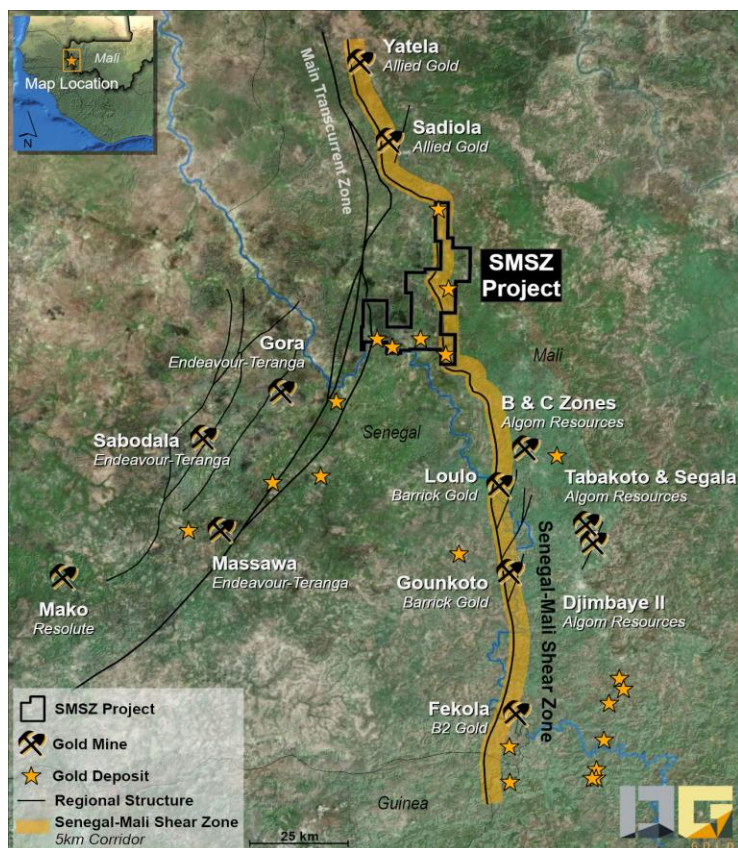 Mali
Map Location
N
Main Transcurrent Zone
Yatela
Allied Gold
Sadiola
Allied Gold
SMSZ
Project
Gora
Endeavour-Teranga
Mali
Sabodala
Endeavour-Teranga
Senegal
B & C Zones
Algom Resources
Loulo
Barrick Gold
Tabakoto & Segala
Algom Resources
Massawa
Endeavour-Teranga
Gounkoto
Barrick Gold
Senegal-Mali Shear Zone
Mako
Resolute
Djimbaye II
Algom Resources
Fekola
B2 Gold
SMSZ Project
Gold Mine
Gold Deposit
Regional Structure
Senegal-Mali Shear Zone
5km Corridor
25 km
Guinea
GOLD